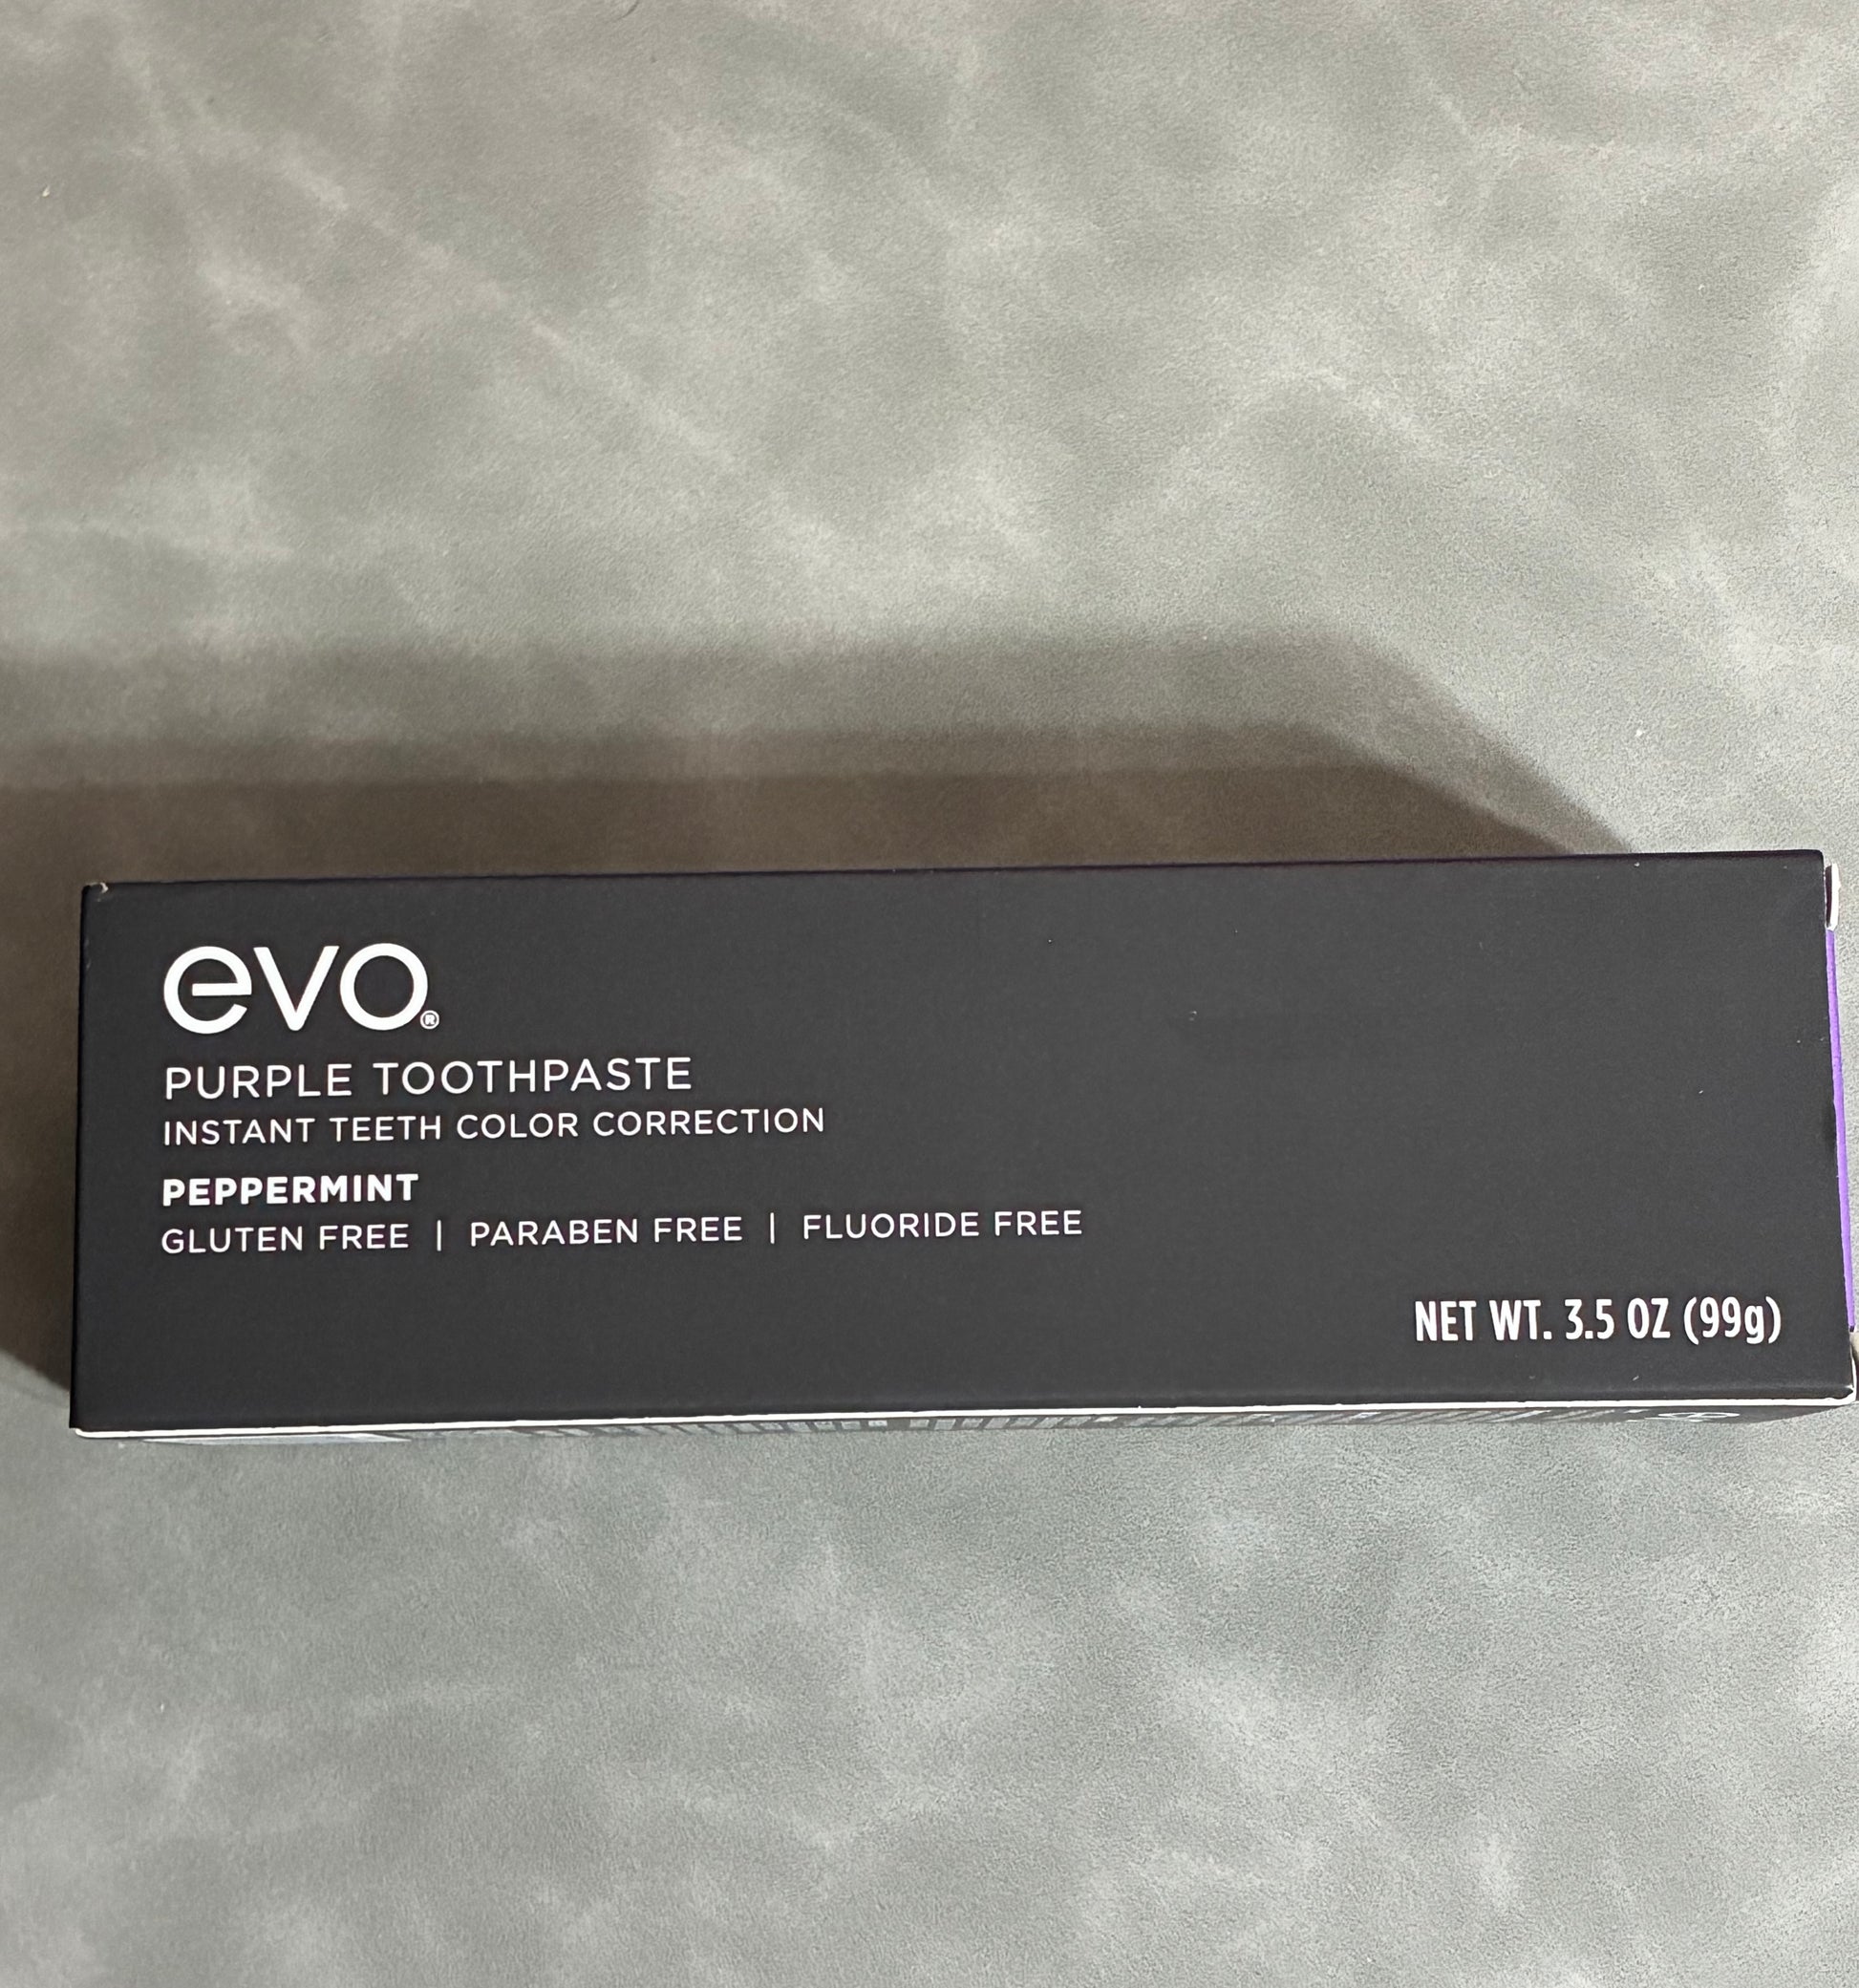 evo®
PURPLE TOOTHPASTE
INSTANT TEETH COLOR CORRECTION
PEPPERMINT
GLUTEN FREE | PARABEN FREE | FLUORIDE FREE
NET WT. 3.5 OZ (99g)